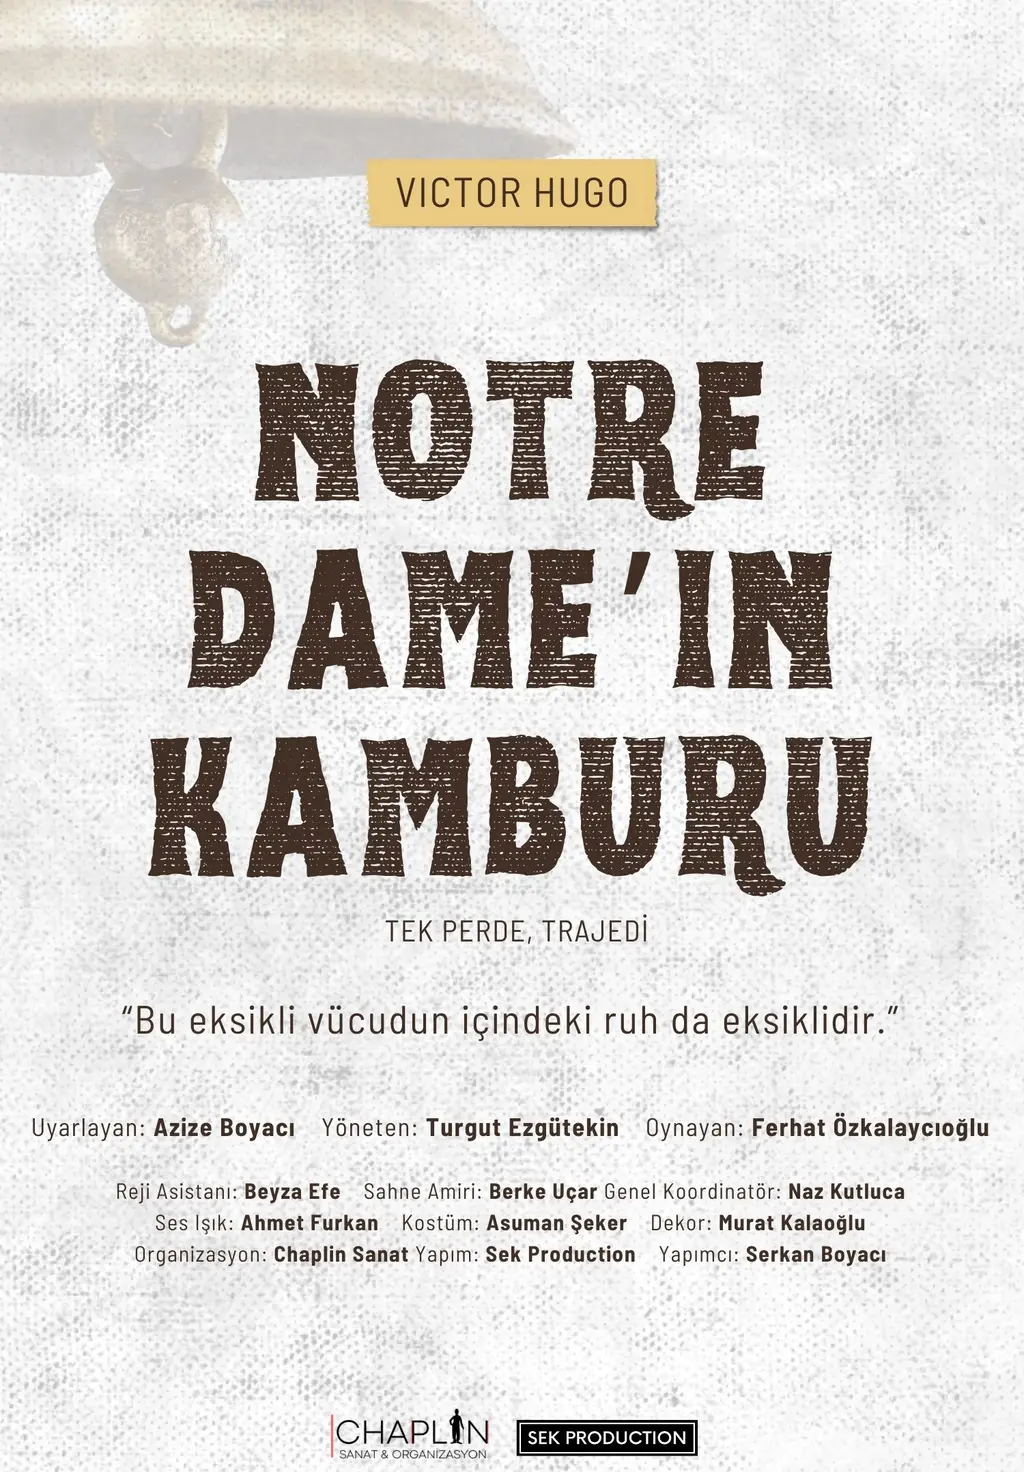 VICTOR HUGO
NOTRE
DAME'IN
KAMBURU
TEK PERDE, TRAJEDİ
“Bu eksikli vücudun içindeki ruh da eksiklidir.”
Uyarlayan: Azize Boyacı Yöneten: Turgut Ezgütekin Oynayan: Ferhat Özkalaycıoğlu
Reji Asistanı: Beyza Efe Sahne Amiri: Berke Uçar Genel Koordinatör: Naz Kutluca
Ses Işık: Ahmet Furkan Kostüm: Asuman Şeker Dekor: Murat Kalaoğlu
Organizasyon: Chaplin Sanat Yapım: Sek Production Yapımcı: Serkan Boyacı
CHAPLIN
SANAT & ORGANİZASYON
SEK PRODUCTION